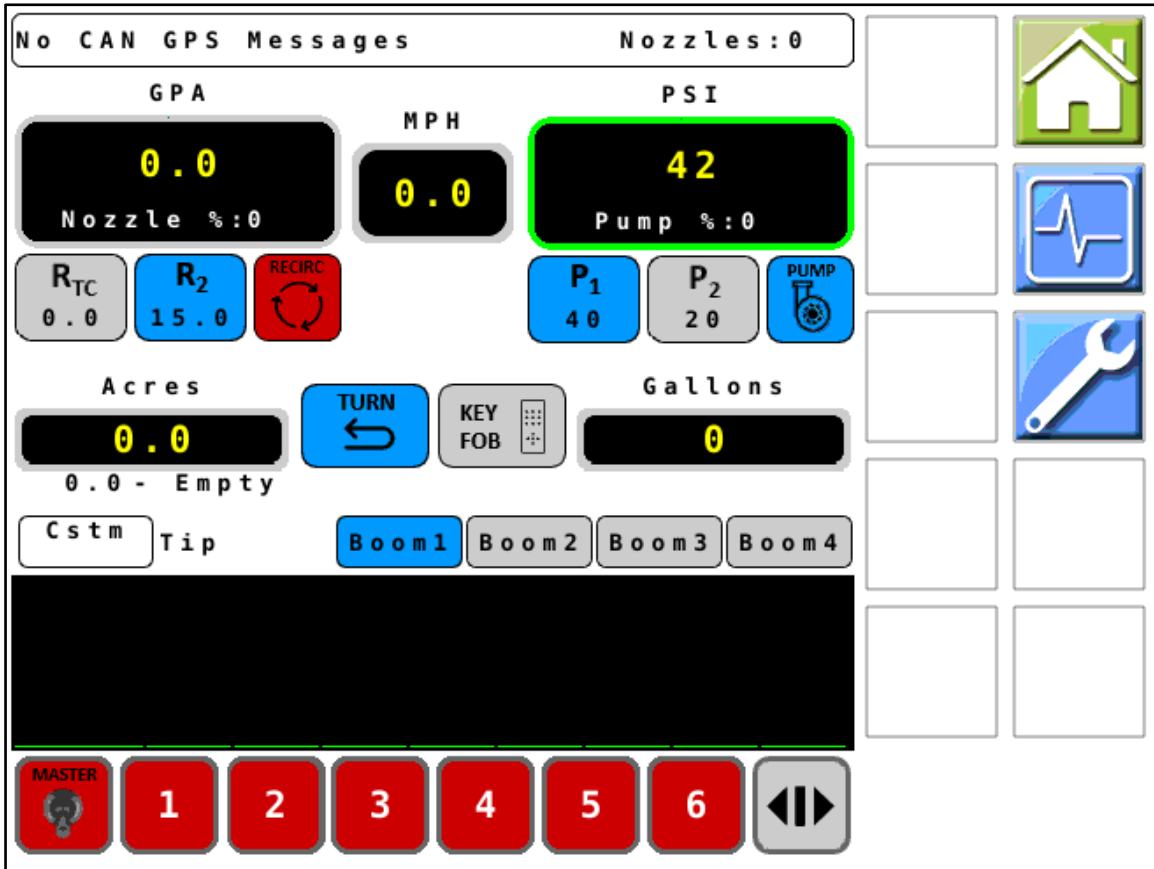 No CAN GPS Messages Nozzles:0
GPA
MPH
PSI
0.0
Nozzle %:0
0.0
42
Pump %:0
RTC
0.0
R2
15.0
RECIRC
P1
40
P2
20
PUMP
Acres
TURN
KEY
FOB
Gallons
0.0
0
0.0- Empty
Cstm Tip
Boom1 Boom2 Boom3 Boom4
MASTER 1 2 3 4 5 6